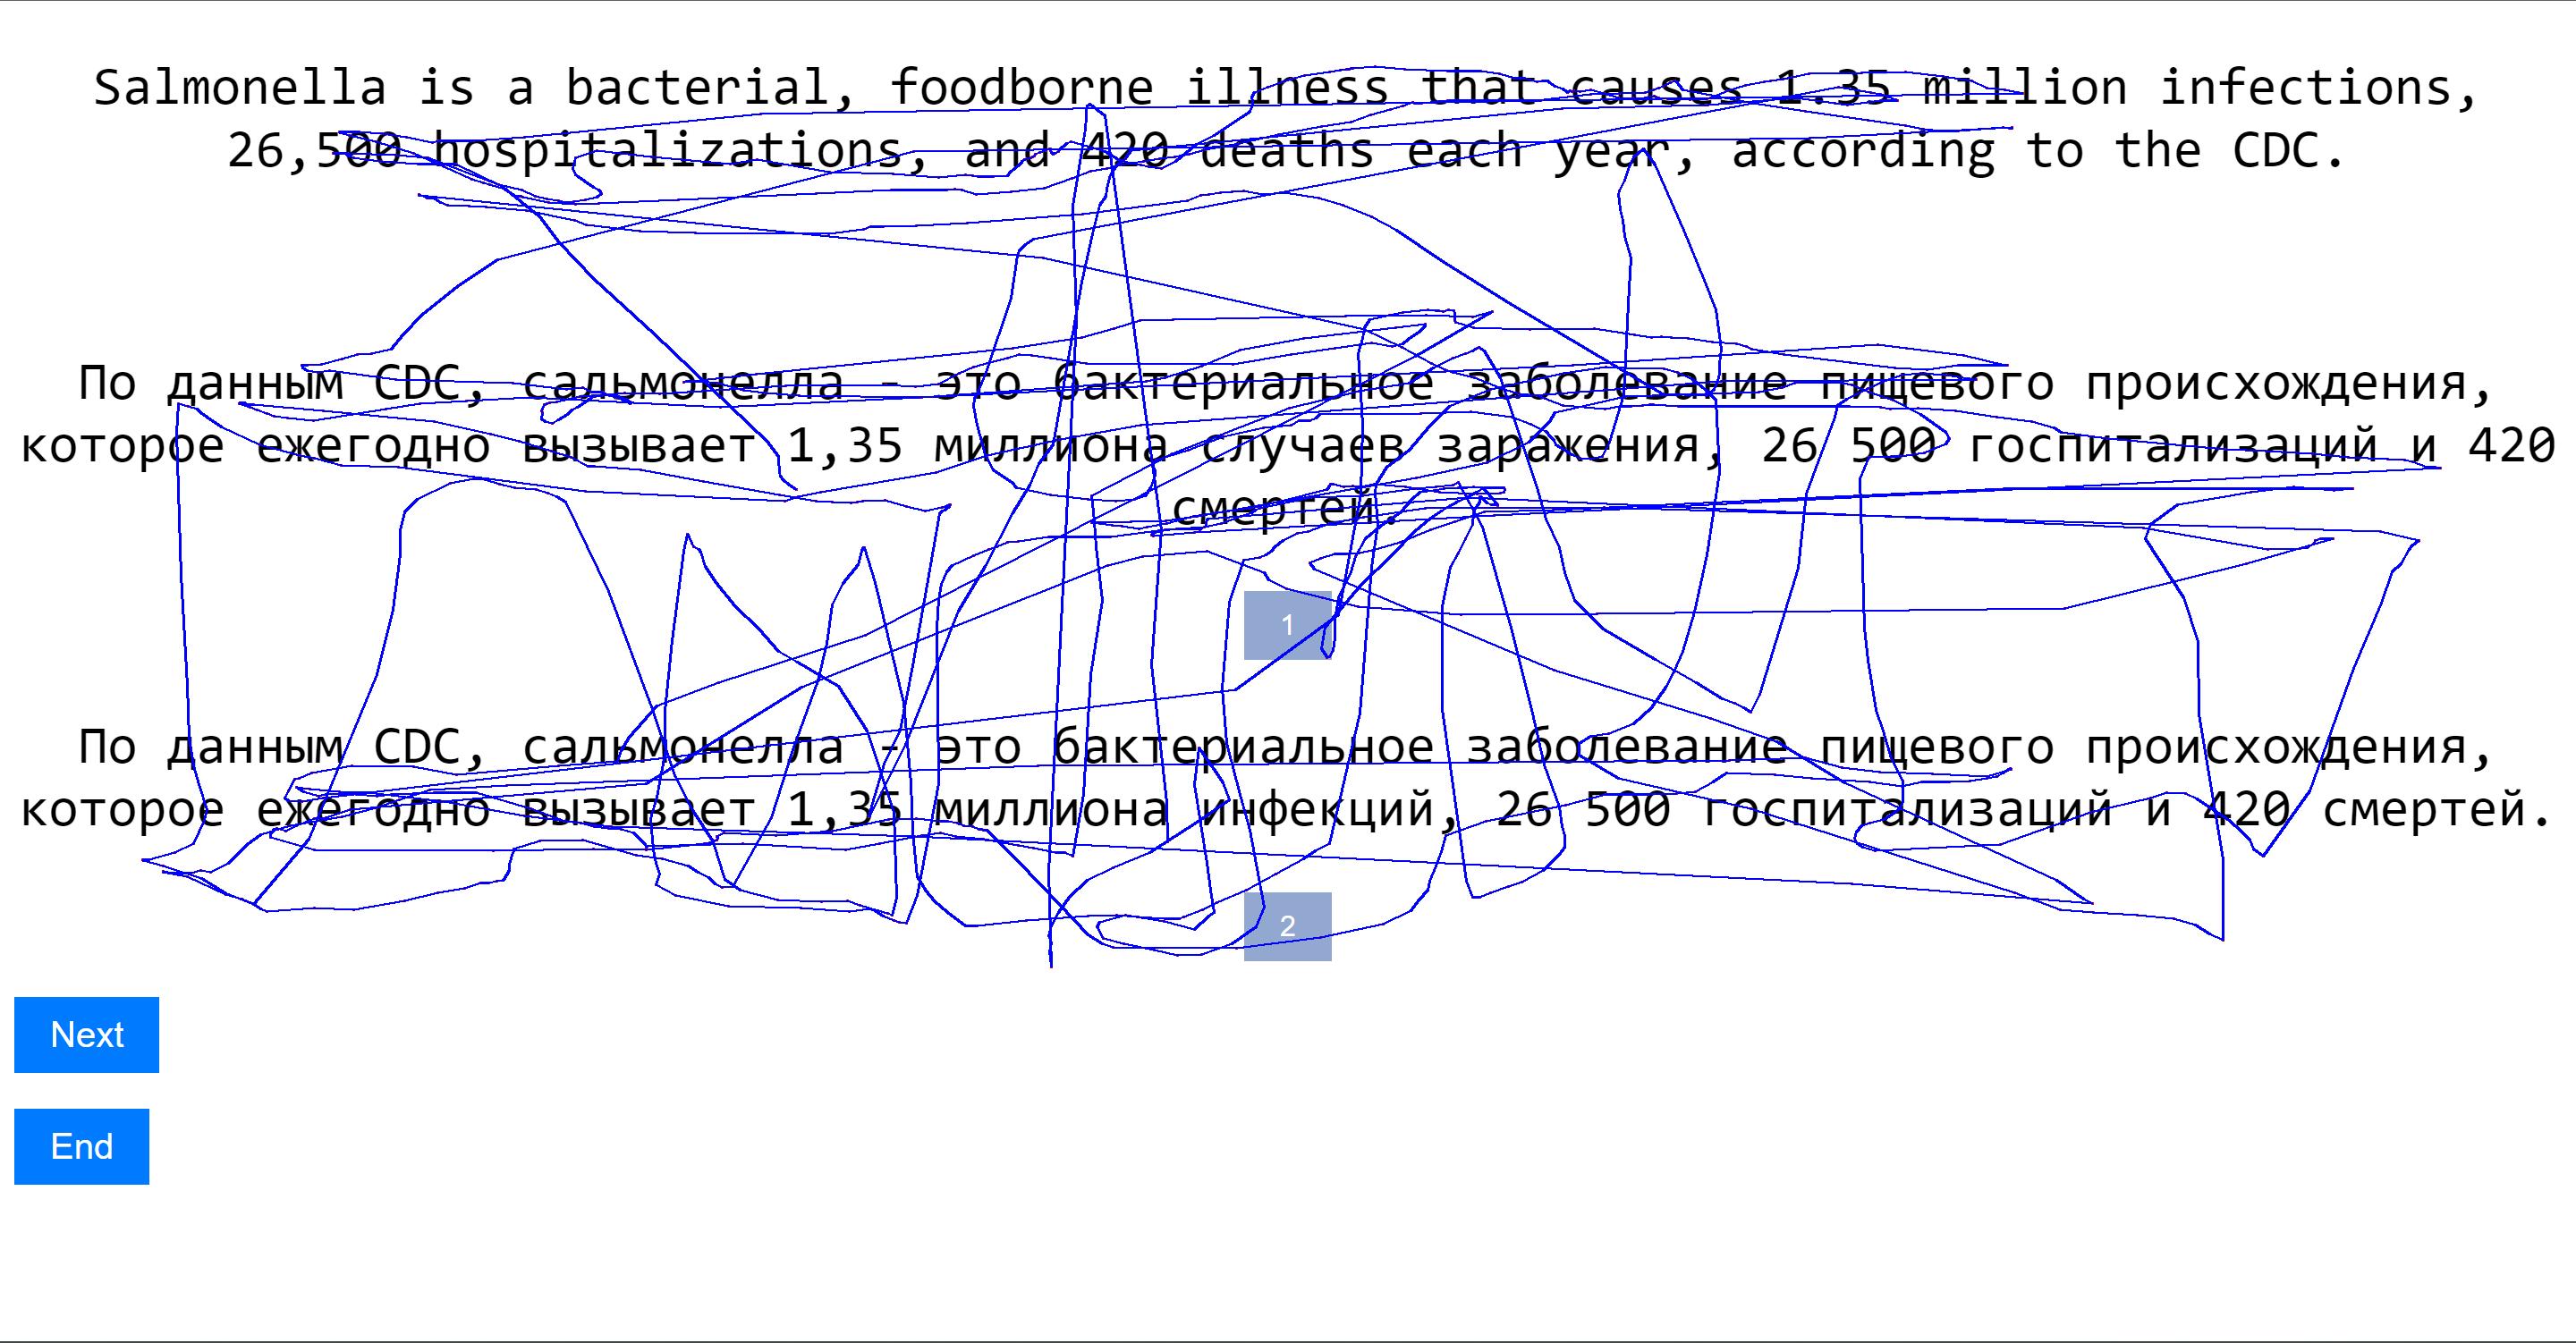 Salmonella is a bacterial, foodborne illness that causes 1.35 million infections,
26,500 hospitalizations, and 420 deaths each year, according to the CDC.
По данным CDC, сальмонелла - это бактериальное заболевание пищевого происхождения,
которое ежегодно вызывает 1,35 миллиона случаев заражения, 26 500 госпитализаций и 420
смертей.
1
По данным CDC, сальмонелла - это бактериальное заболевание пищевого происхождения,
которое ежегодно вызывает 1,35 миллиона инфекций, 26 500 госпитализаций и 420 смертей.
2
Next
End